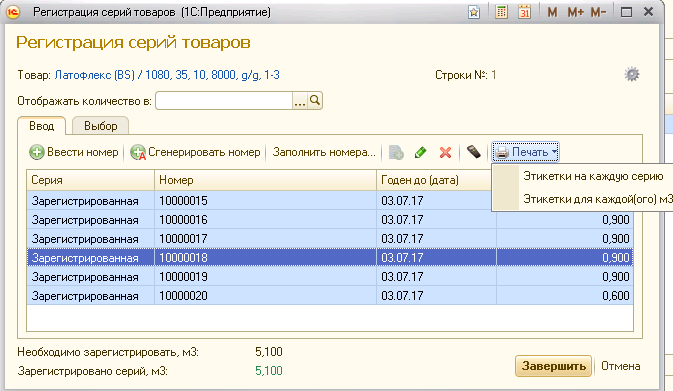 Регистрация серий товаров (1С:Предприятие)
M M+ M-
31
Регистрация серий товаров
Товар: Латофлекс (BS) / 1080, 35, 10, 8000, g/g, 1-3 Строки №: 1
Отображать количество в: ...
Ввод Выбор
Ввести номер Сгенерировать номер Заполнить номера... Печать
Этикетки на каждую серию
Этикетки для каждой(ого) м3
Серия Номер Годен до (дата)
Зарегистрированная 10000015 03.07.17
Зарегистрированная 10000016 03.07.17 0,900
Зарегистрированная 10000017 03.07.17 0,900
Зарегистрированная 10000018 03.07.17 0,900
Зарегистрированная 10000019 03.07.17 0,900
Зарегистрированная 10000020 03.07.17 0,600
Необходимо зарегистрировать, м3: 5,100
Зарегистрировано серий, м3: 5,100
Завершить Отмена